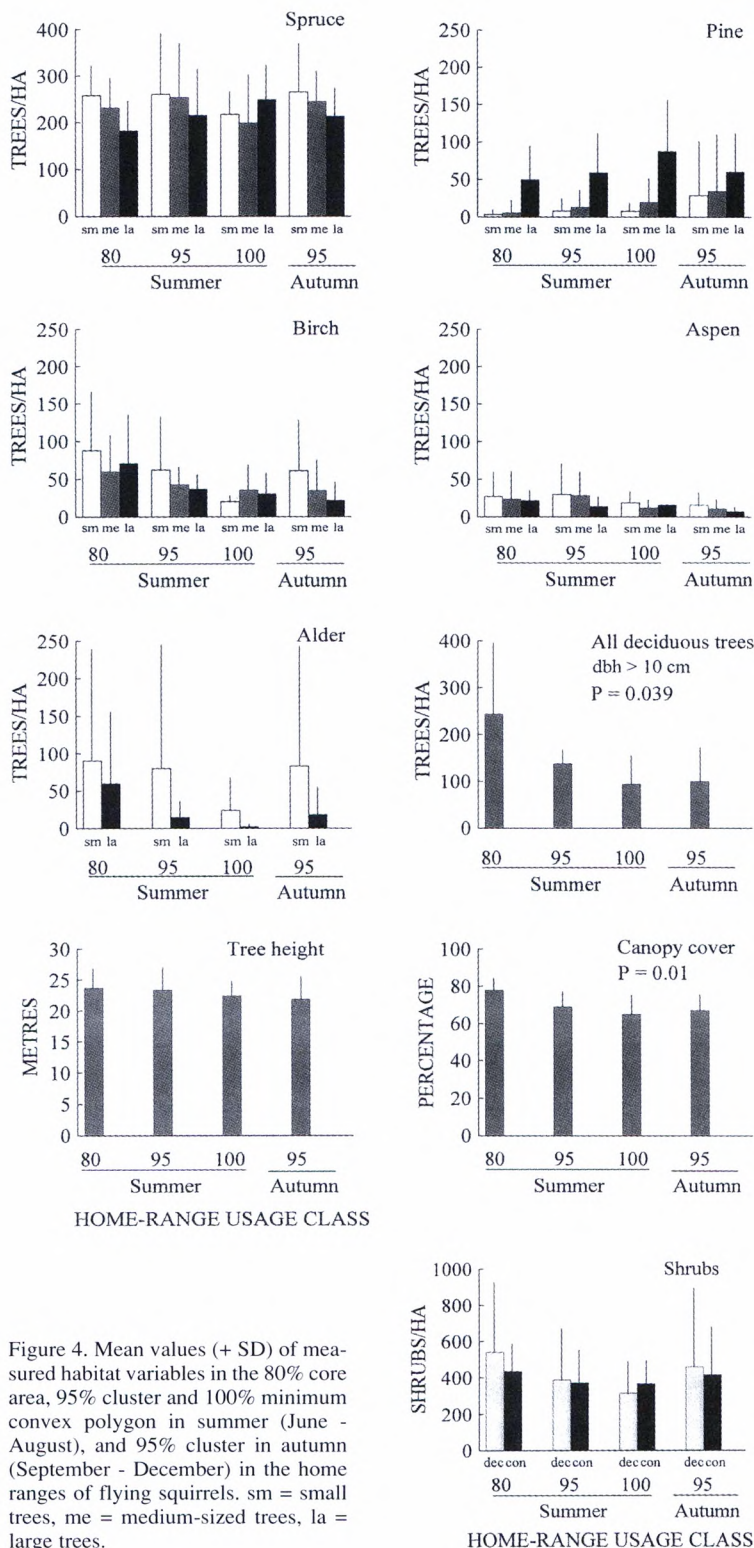 Spruce
TREES/HA
400
300
200
100
0
sm me la sm me la sm me la sm me la
80 95 100 95
Summer Autumn
Pine
TREES/HA
250
200
150
100
50
0
sm me la sm me la sm me la sm me la
80 95 100 95
Summer Autumn
Birch
TREES/HA
250
200
150
100
50
0
sm me la sm me la sm me la sm me la
80 95 100 95
Summer Autumn
Aspen
TREES/HA
250
200
150
100
50
0
sm me la sm me la sm me la sm me la
80 95 100 95
Summer Autumn
Alder
TREES/HA
250
200
150
100
50
0
sm la sm la sm la sm la
80 95 100 95
Summer Autumn
All deciduous trees
dbh > 10 cm
P = 0.039
TREES/HA
400
300
200
100
0
80 95 100 95
Summer Autumn
Tree height
METRES
30
25
20
15
10
5
0
80 95 100 95
Summer Autumn
HOME-RANGE USAGE CLASS
Canopy cover
P = 0.01
PERCENTAGE
100
80
60
40
20
0
80 95 100 95
Summer Autumn
Shrubs
SHRUBS/HA
1000
800
600
400
200
0
dec con dec con dec con dec con
80 95 100 95
Summer Autumn
HOME-RANGE USAGE CLASS
Figure 4. Mean values (+ SD) of mea-
sured habitat variables in the 80% core
area, 95% cluster and 100% minimum
convex polygon in summer (June -
August), and 95% cluster in autumn
(September - December) in the home
ranges of flying squirrels. sm = small
trees, me = medium-sized trees, la =
large trees.